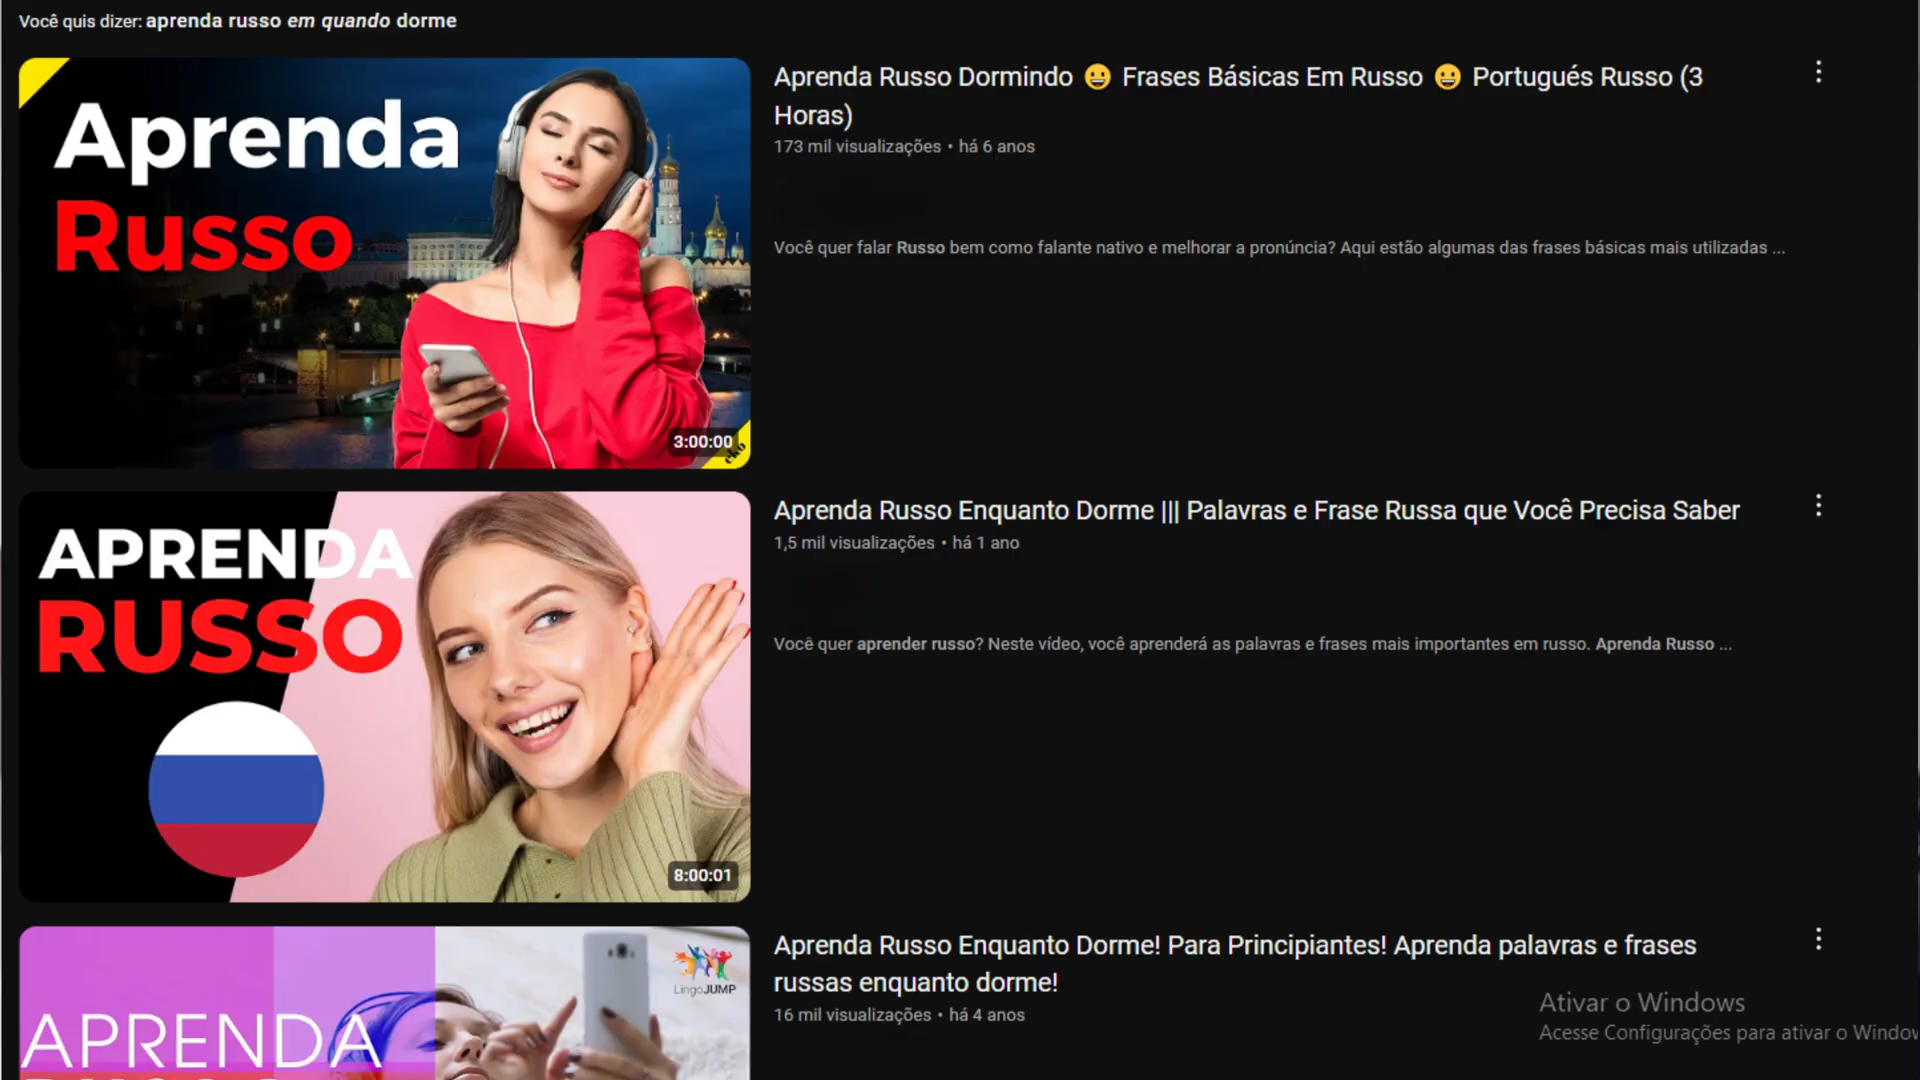 Você quis dizer: aprenda russo em quando dorme
Aprenda
Russo
3:00:00
eko
Aprenda Russo Dormindo 😀 Frases Básicas Em Russo 😀 Portugués Russo (3
Horas)
173 mil visualizações • há 6 anos
Você quer falar Russo bem como falante nativo e melhorar a pronúncia? Aqui estão algumas das frases básicas mais utilizadas ...
APRENDA
RUSSO
8:00:01
Aprenda Russo Enquanto Dorme ||| Palavras e Frase Russa que Você Precisa Saber
1,5 mil visualizações • há 1 ano
Você quer aprender russo? Neste vídeo, você aprenderá as palavras e frases mais importantes em russo. Aprenda Russo ...
LingoJUMP
APRENDA
Aprenda Russo Enquanto Dorme! Para Principiantes! Aprenda palavras e frases
russas enquanto dorme!
16 mil visualizações • há 4 anos
Ativar o Windows
Acesse Configurações para ativar o Window